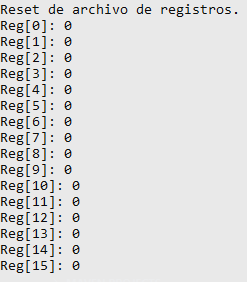 Reset de archivo de registros.
Reg[0]: 0
Reg[1]: 0
Reg[2]: 0
Reg[3]: 0
Reg[4]: 0
Reg[5]: 0
Reg[6]: 0
Reg[7]: 0
Reg[8]: 0
Reg[9]: 0
Reg[10]: 0
Reg[11]: 0
Reg[12]: 0
Reg[13]: 0
Reg[14]: 0
Reg[15]: 0